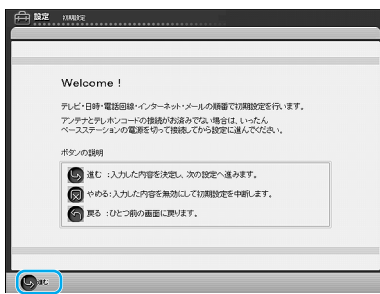 設定 初期設定
Welcome！
テレビ・日時・電話回線・インターネット・メールの順番で初期設定を行います。
アンテナとテレホンコードの接続がお済みでない場合は、いったん
ベースステーションの電源を切って接続してから設定に進んでください。
ボタンの説明
進む：入力した内容を決定し、次の設定へ進みます。
やめる：入力した内容を無効にして初期設定を中断します。
戻る：ひとつ前の画面に戻ります。
進む